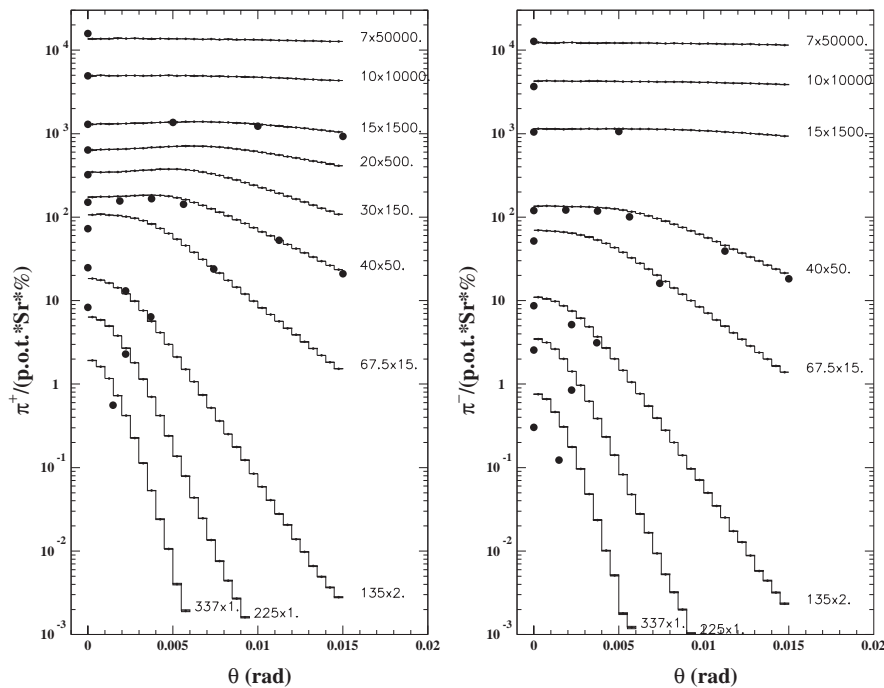 π+/(p.o.t.*Sr*%)
10^4
10^3
10^2
10
1
10^-1
10^-2
10^-3
0
0.005
0.01
0.015
0.02
θ (rad)
7x50000.
10x10000.
15x1500.
20x500.
30x150.
40x50.
67.5x15.
135x2.
337x1.
225x1.
π−/(p.o.t.*Sr*%)
10^4
10^3
10^2
10
1
10^-1
10^-2
10^-3
0
0.005
0.01
0.015
0.02
θ (rad)
7x50000.
10x10000
15x1500.
40x50.
67.5x15.
135x2.
337x1.
225x1.